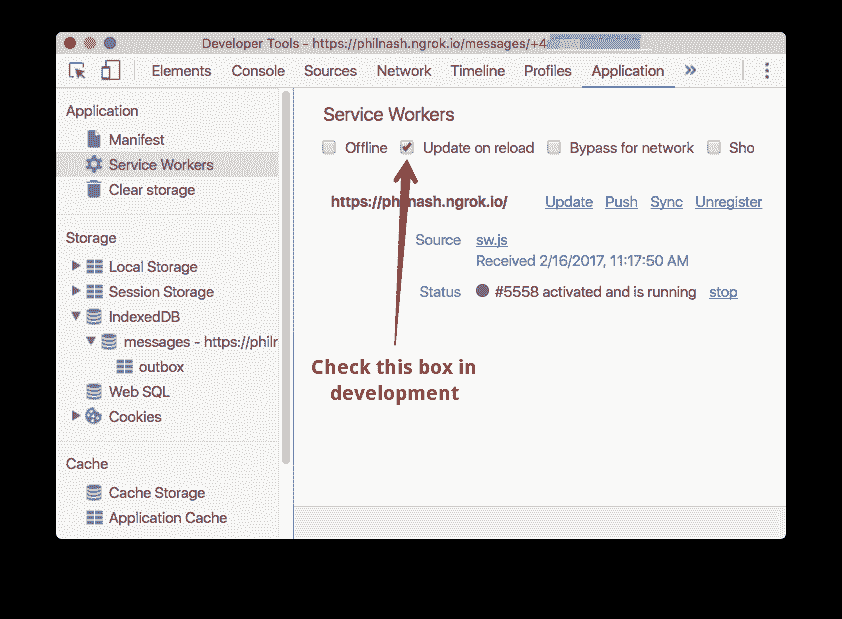 Developer Tools - https://philnash.ngrok.io/messages/+4
Elements Console Sources Network Timeline Profiles Application »
Application
Manifest
Service Workers
Clear storage
Storage
Local Storage
Session Storage
IndexedDB
messages - https://philr
outbox
Web SQL
Cookies
Cache
Cache Storage
Application Cache
Service Workers
Offline Update on reload Bypass for network Sho
https://philnash.ngrok.io/ Update Push Sync Unregister
Source sw.js
Received 2/16/2017, 11:17:50 AM
Status #5558 activated and is running stop
Check this box in
development